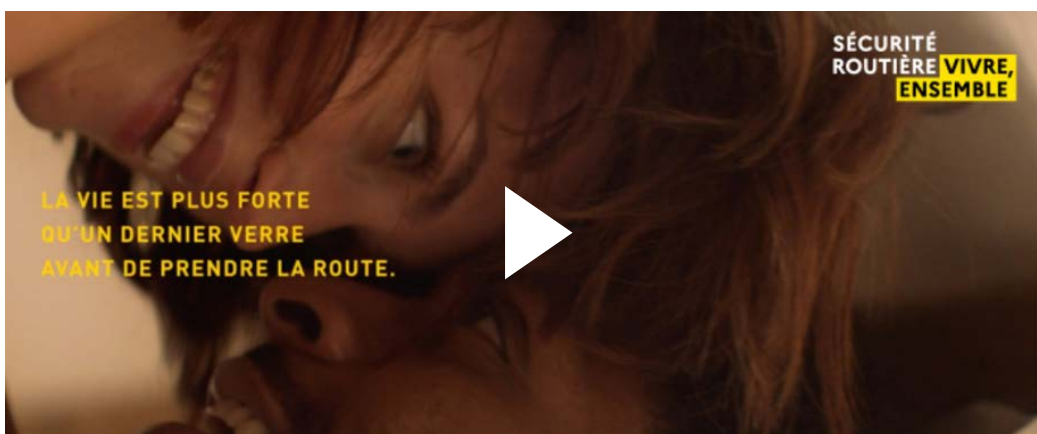 SÉCURITÉ
ROUTIÈRE VIVRE,
ENSEMBLE
LA VIE EST PLUS FORTE
QU'UN DERNIER VERRE
AVANT DE PRENDRE LA ROUTE.